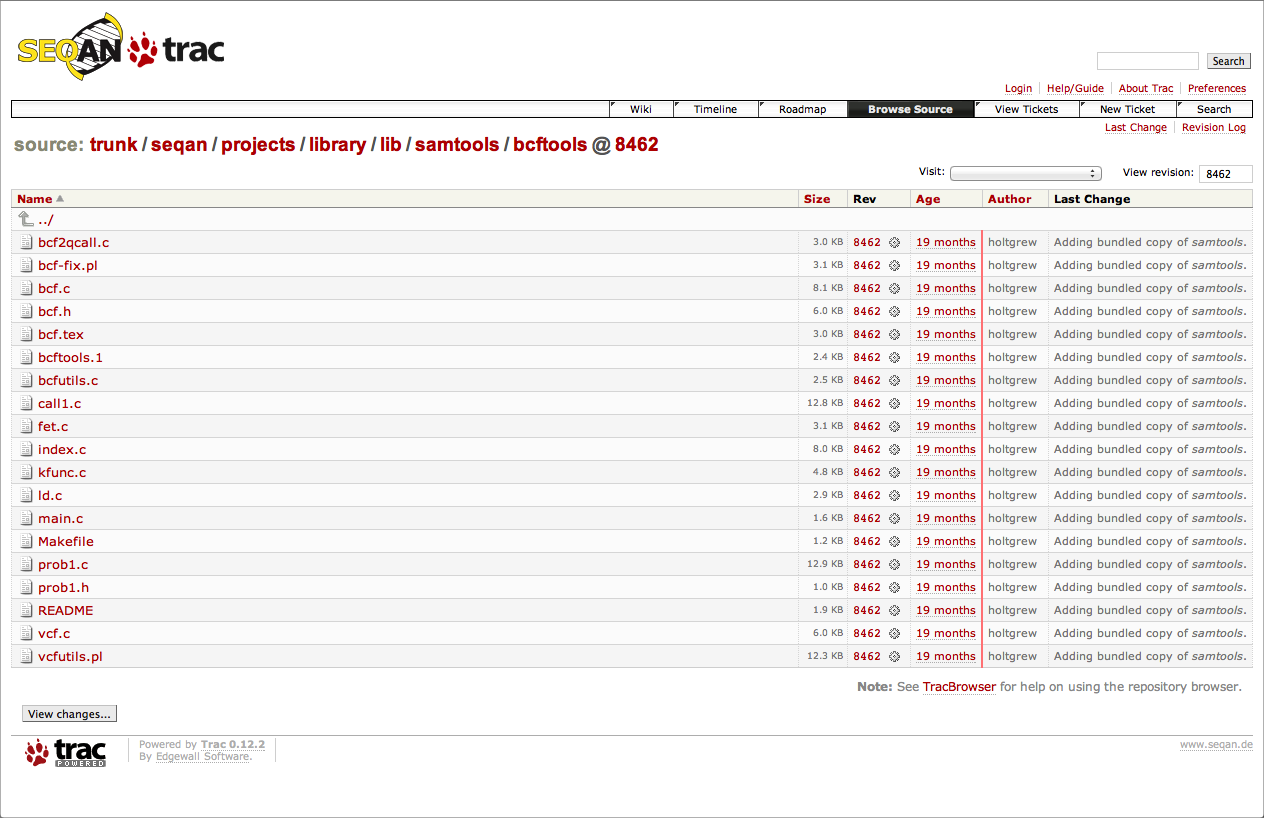 SEQAN trac
Search
Login Help/Guide About Trac Preferences
Wiki Timeline Roadmap Browse Source View Tickets New Ticket Search
Last Change Revision Log
source: trunk / seqan / projects / library / lib / samtools / bcftools @ 8462
Visit: View revision: 8462
Name Size Rev Age Author Last Change
../
bcf2qcall.c 3.0 KB 8462 19 months holtgrew Adding bundled copy of samtools.
bcf-fix.pl 3.1 KB 8462 19 months holtgrew Adding bundled copy of samtools.
bcf.c 8.1 KB 8462 19 months holtgrew Adding bundled copy of samtools.
bcf.h 6.0 KB 8462 19 months holtgrew Adding bundled copy of samtools.
bcf.tex 3.0 KB 8462 19 months holtgrew Adding bundled copy of samtools.
bcftools.1 2.4 KB 8462 19 months holtgrew Adding bundled copy of samtools.
bcfutils.c 2.5 KB 8462 19 months holtgrew Adding bundled copy of samtools.
call1.c 12.8 KB 8462 19 months holtgrew Adding bundled copy of samtools.
fet.c 3.1 KB 8462 19 months holtgrew Adding bundled copy of samtools.
index.c 8.0 KB 8462 19 months holtgrew Adding bundled copy of samtools.
kfunc.c 4.8 KB 8462 19 months holtgrew Adding bundled copy of samtools.
ld.c 2.9 KB 8462 19 months holtgrew Adding bundled copy of samtools.
main.c 1.6 KB 8462 19 months holtgrew Adding bundled copy of samtools.
Makefile 1.2 KB 8462 19 months holtgrew Adding bundled copy of samtools.
prob1.c 12.9 KB 8462 19 months holtgrew Adding bundled copy of samtools.
prob1.h 1.0 KB 8462 19 months holtgrew Adding bundled copy of samtools.
README 1.9 KB 8462 19 months holtgrew Adding bundled copy of samtools.
vcf.c 6.0 KB 8462 19 months holtgrew Adding bundled copy of samtools.
vcfutils.pl 12.3 KB 8462 19 months holtgrew Adding bundled copy of samtools.
Note: See TracBrowser for help on using the repository browser.
View changes...
trac POWERED
Powered by Trac 0.12.2
By Edgewall Software.
www.seqan.de